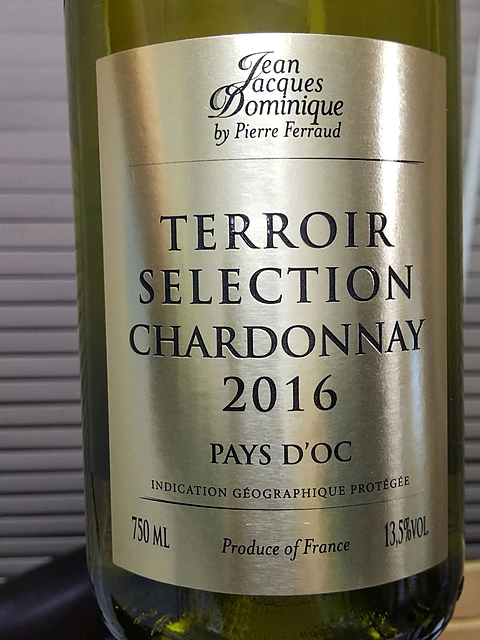 Jean
Jacques
Dominique
by Pierre Ferraud
TERROIR
SELECTION
CHARDONNAY
2016
PAYS D'OC
INDICATION GÉOGRAPHIQUE PROTÉGÉE
750 ML Produce of France 13,5%VOL.